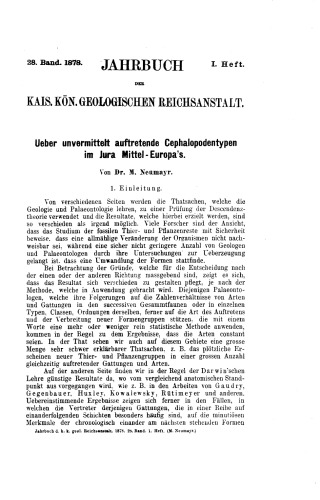 28. Band. 1878. JAHRBUCH I. Heft.
DER
KAIS. KÖN. GEOLOGISCHEN REICHSANSTALT.
Ueber unvermittelt auftretende Cephalopodentypen
im Jura Mittel-Europa's.
Von Dr. M. Neumayr.
1. Einleitung.
Von verschiedenen Seiten werden die Thatsachen, welche die
Geologie und Palaeontologie lehren, zu einer Prüfung der Descendenz-
theorie verwendet und die Resultate, welche hierbei erzielt werden, sind
so verschieden als irgend möglich. Viele Forscher sind der Ansicht,
dass das Studium der fossilen Thier- und Pflanzenreste mit Sicherheit
beweise, dass eine allmählige Veränderung der Organismen nicht nach-
weisbar sei, während eine sicher nicht geringere Anzahl von Geologen
und Palaeontologen durch ihre Untersuchungen zur Ueberzeugung
gelangt ist, dass eine Umwandlung der Formen stattfinde.
Bei Betrachtung der Gründe, welche für die Entscheidung nach
der einen oder der anderen Richtung massgebend sind, zeigt es sich,
dass das Resultat sich verschieden zu gestalten pflegt, je nach der
Methode, welche in Anwendung gebracht wird. Diejenigen Palaeonto-
logen, welche ihre Folgerungen auf die Zahlenverhältnisse von Arten
und Gattungen in den successiven Gesammtfaunen oder in einzelnen
Typen, Classen, Ordnungen derselben, ferner auf die Art des Auftretens
und der Verbreitung neuer Formengruppen stützen, die mit einem
Worte eine mehr oder weniger rein statistische Methode anwenden,
kommen in der Regel zu dem Ergebnisse, dass die Arten constant
seien. In der That sehen wir auch auf diesem Gebiete eine grosse
Menge sehr schwer erklärbarer Thatsachen, z. B. das plötzliche Er-
scheinen neuer Thier- und Pflanzengruppen in einer grossen Anzahl
gleichzeitig auftretender Gattungen und Arten.
Auf der anderen Seite finden wir in der Regel der Darwin'schen
Lehre günstige Resultate da, wo vom vergleichend anatomischen Stand-
punkt aus vorgegangen wird, wie z. B. in den Arbeiten von Gaudry,
Gegenbauer, Huxley, Kowalewsky, Rütimeyer und anderen.
Uebereinstimmende Ergebnisse zeigen sich ferner in den Fällen, in
welchen die Vertreter derjenigen Gattungen, die in einer Reihe auf
einanderfolgenden Schichten besonders häufig sind, auf die minutiösen
Merkmale der chronologisch einander am nächsten stehenden Formen
Jahrbuch d. k. k. geol. Reichsanstalt. 1878. 28. Band. 1. Heft. (M. Neumayr.)